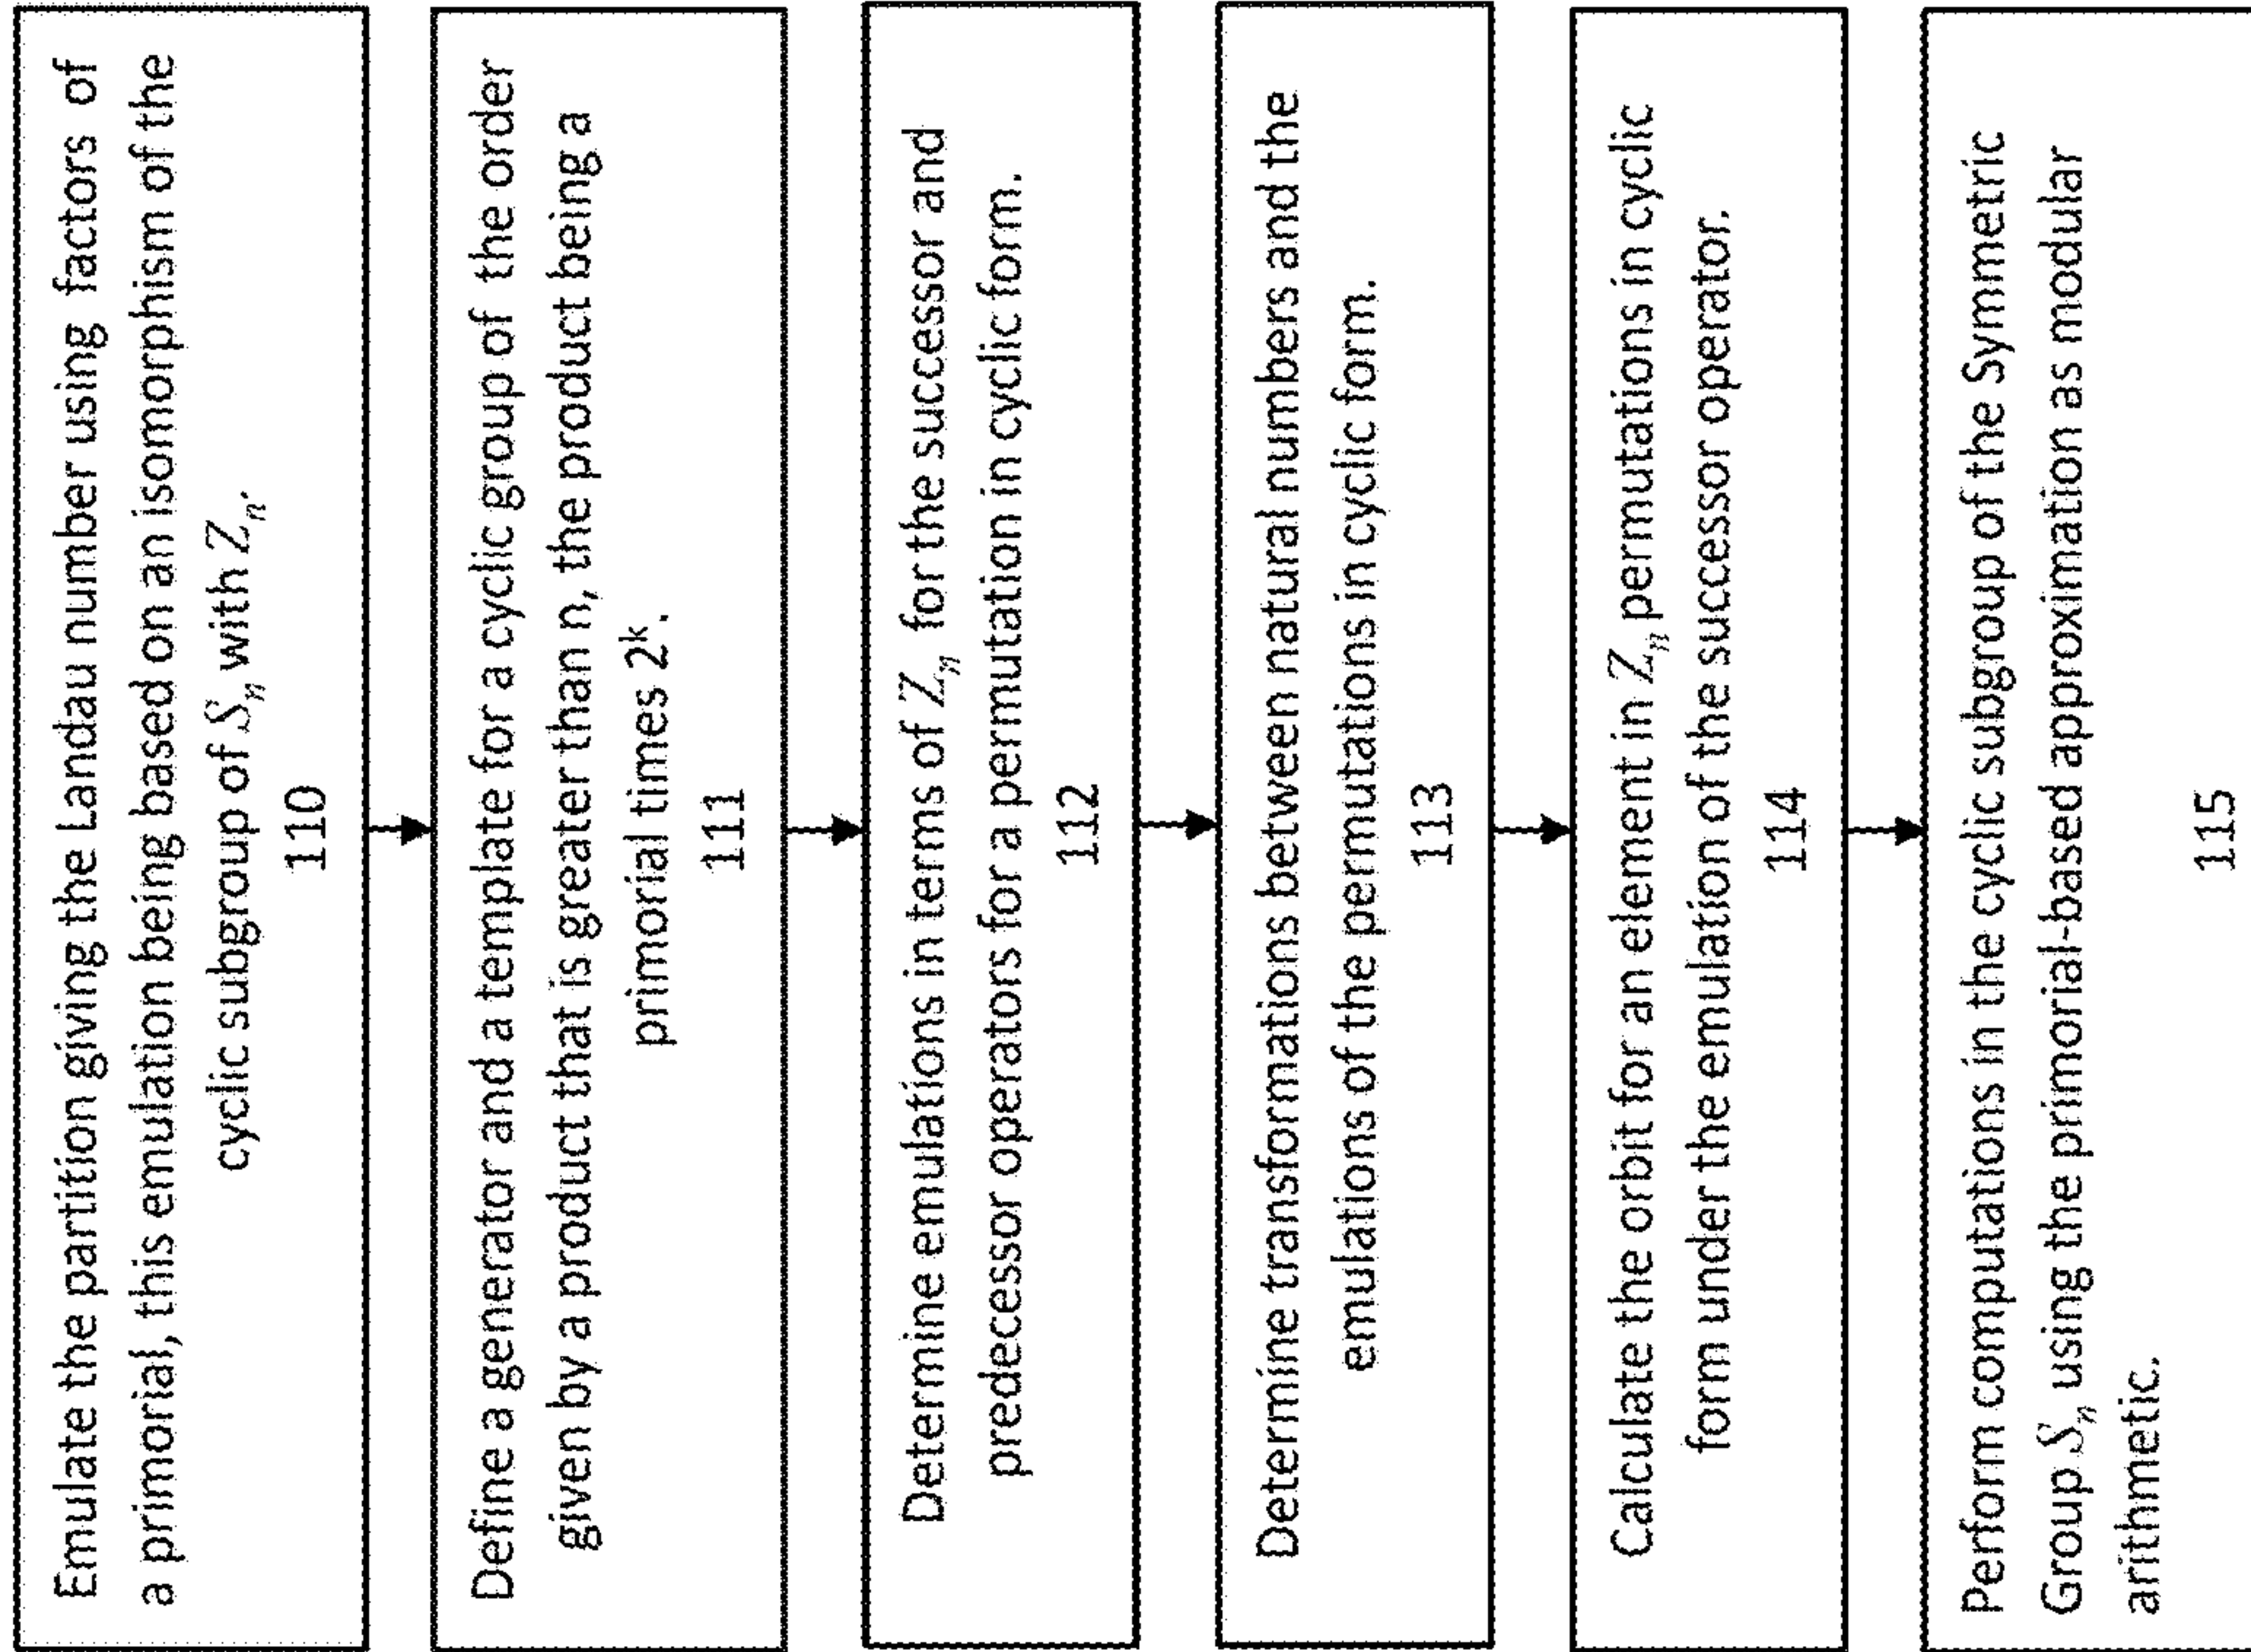 Emulate the partition giving the Landau number using factors of
a primorial, this emulation being based on an isomorphism of the
cyclic subgroup of Sₙ with Zₙ.
110
Define a generator and a template for a cyclic group of the order
given by a product that is greater than n, the product being a
primorial times 2ᵏ.
111
Determine emulations in terms of Zₙ for the successor and
predecessor operators for a permutation in cyclic form.
112
Determine transformations between natural numbers and the
emulations of the permutations in cyclic form.
113
Calculate the orbit for an element in Zₙ permutations in cyclic
form under the emulation of the successor operator.
114
Perform computations in the cyclic subgroup of the Symmetric
Group Sₙ using the primorial-based approximation as modular
arithmetic.
115